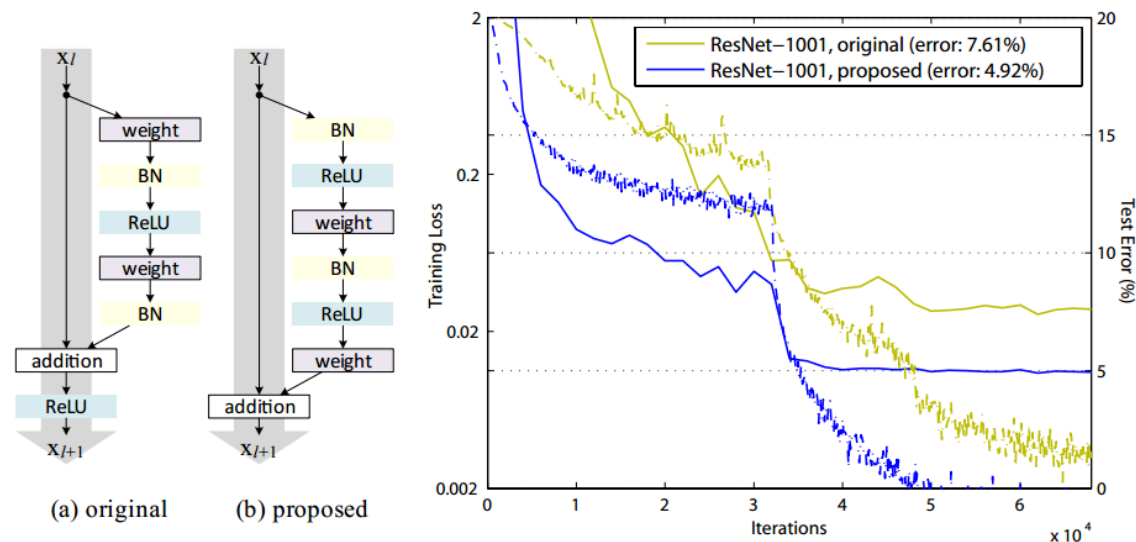 x_l
weight
BN
ReLU
weight
BN
addition
ReLU
x_{l+1}
(a) original
x_l
BN
ReLU
weight
BN
ReLU
weight
addition
x_{l+1}
(b) proposed
ResNet−1001, original (error: 7.61%)
ResNet−1001, proposed (error: 4.92%)
Training Loss
2
0.2
0.02
0.002
0 1 2 3 4 5 6
Iterations
x 10^4
20
15
10
5
0
Test Error (%)